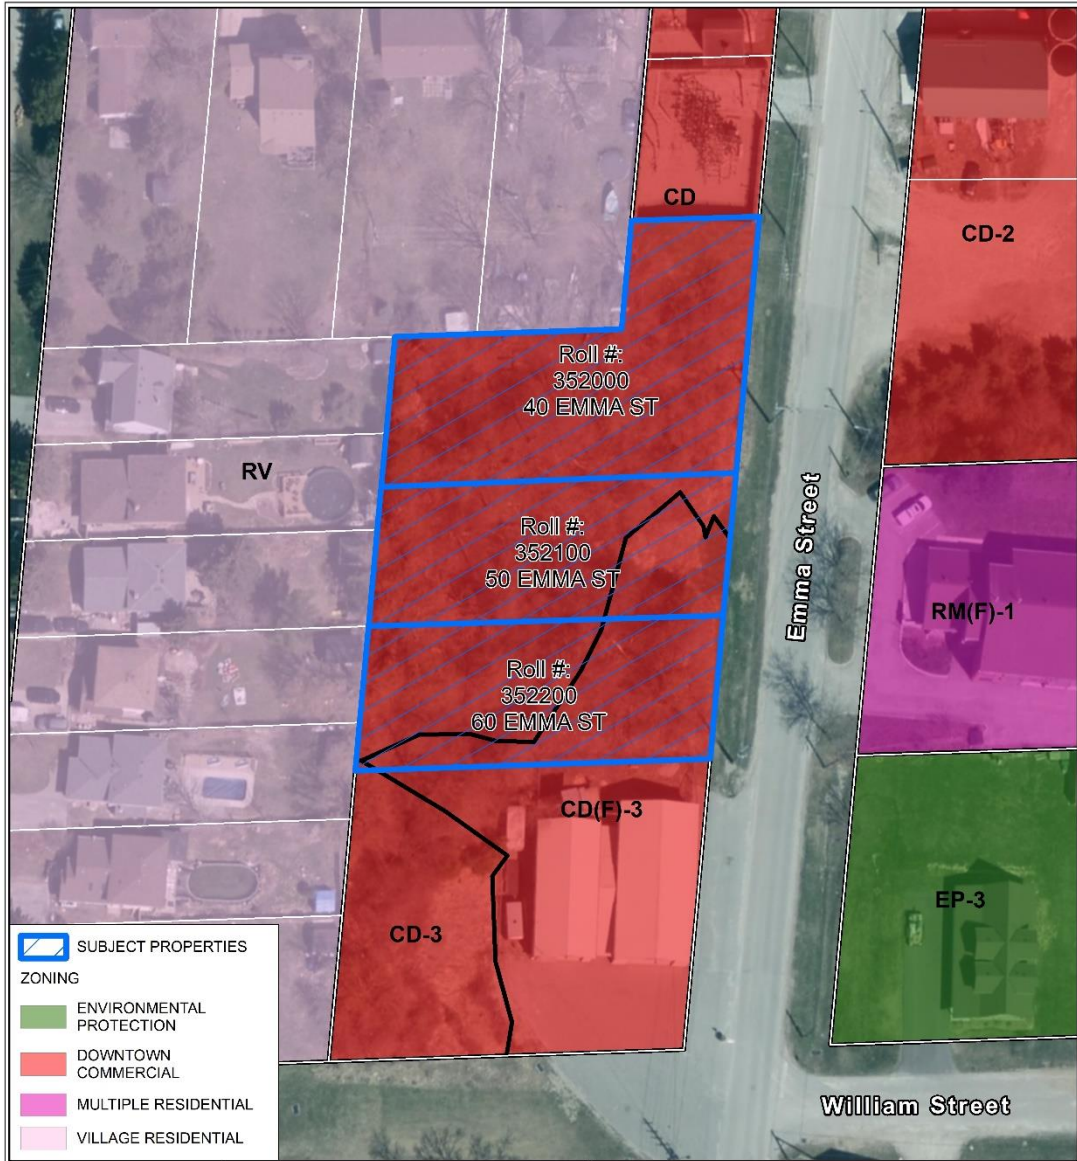 CD
CD-2
Roll #:
352000
40 EMMA ST
RV
Emma Street
Roll #:
352100
50 EMMA ST
RM(F)-1
Roll #:
352200
60 EMMA ST
CD(F)-3
EP-3
CD-3
SUBJECT PROPERTIES
ZONING
ENVIRONMENTAL
PROTECTION
DOWNTOWN
COMMERCIAL
MULTIPLE RESIDENTIAL
VILLAGE RESIDENTIAL
William Street